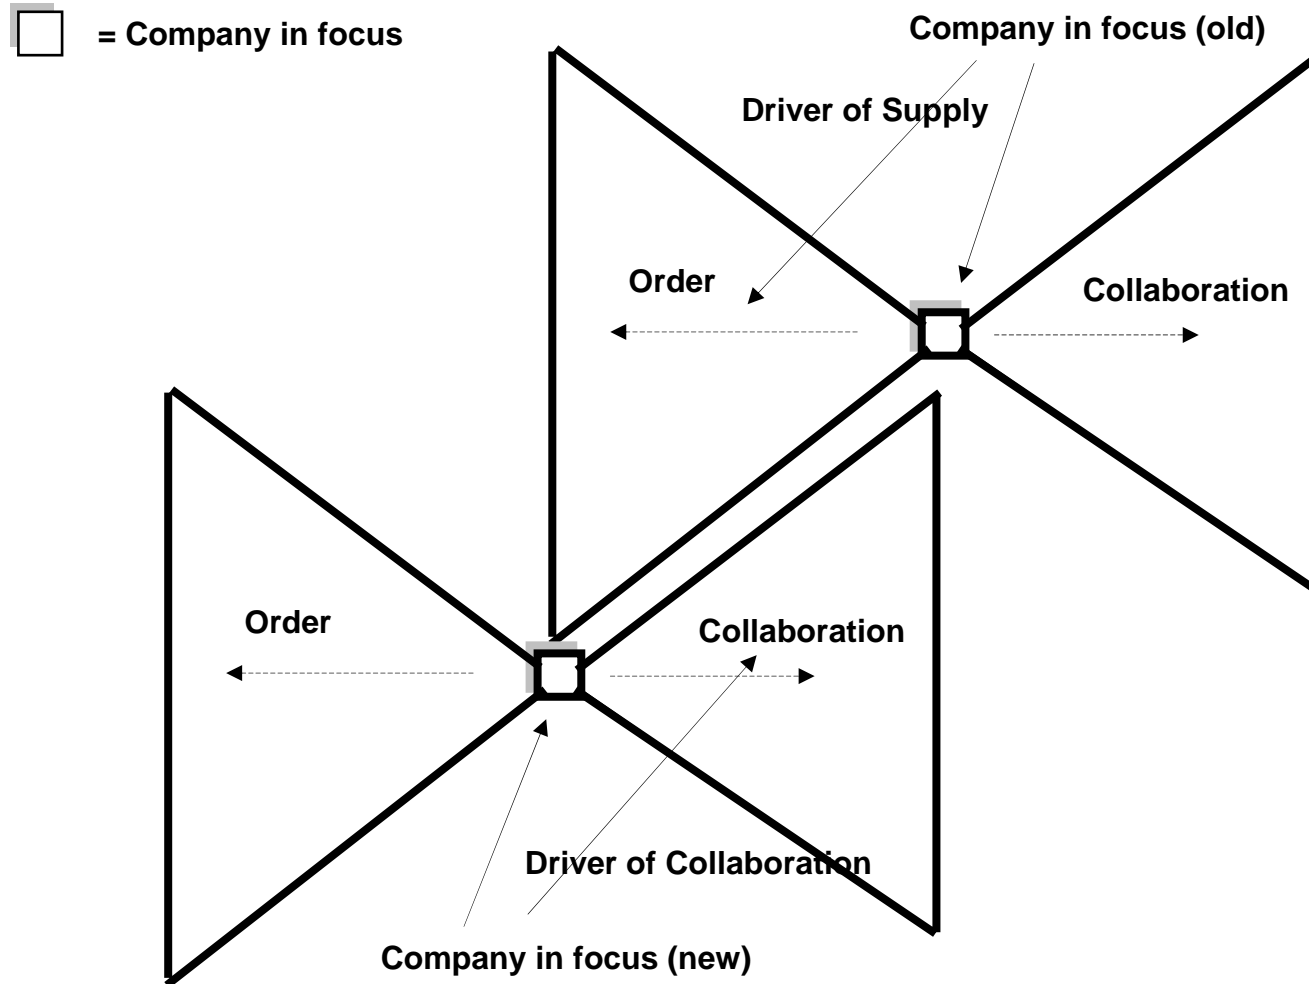 = Company in focus
Company in focus (old)
Driver of Supply
Order
Collaboration
Order
Collaboration
Driver of Collaboration
Company in focus (new)